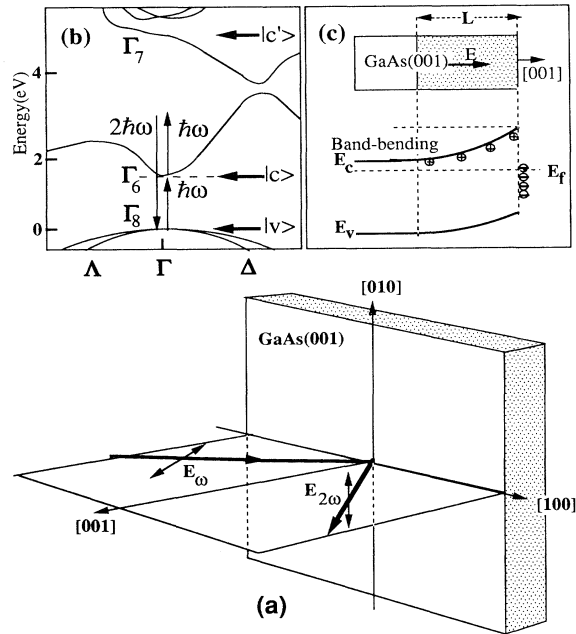 (b)
Γ7
|c'>
Energy(eV)
4
2
0
2ħω
ħω
Γ6
|c>
ħω
Γ8
|v>
Λ
Γ
Δ
(c)
L
GaAs(001)
E
[001]
Band-bending
Ec
Ef
Ev
[010]
GaAs(001)
Eω
E2ω
[001]
[100]
(a)